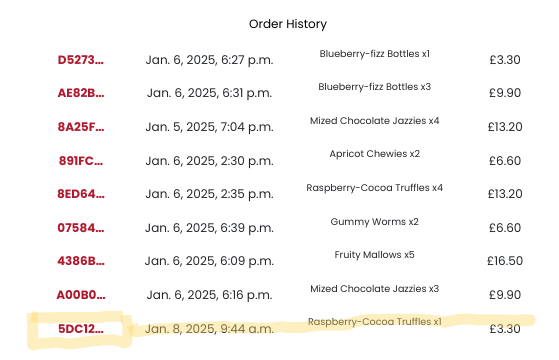 Order History
D5273... Jan. 6, 2025, 6:27 p.m. Blueberry-fizz Bottles x1 £3.30
AE82B... Jan. 6, 2025, 6:31 p.m. Blueberry-fizz Bottles x3 £9.90
8A25F... Jan. 5, 2025, 7:04 p.m. Mized Chocolate Jazzies x4 £13.20
891FC... Jan. 6, 2025, 2:30 p.m. Apricot Chewies x2 £6.60
8ED64... Jan. 6, 2025, 2:35 p.m. Raspberry-Cocoa Truffles x4 £13.20
07584... Jan. 6, 2025, 6:39 p.m. Gummy Worms x2 £6.60
4386B... Jan. 6, 2025, 6:09 p.m. Fruity Mallows x5 £16.50
A00B0... Jan. 6, 2025, 6:16 p.m. Mized Chocolate Jazzies x3 £9.90
5DC12... Jan. 8, 2025, 9:44 a.m. Raspberry-Cocoa Truffles x1 £3.30